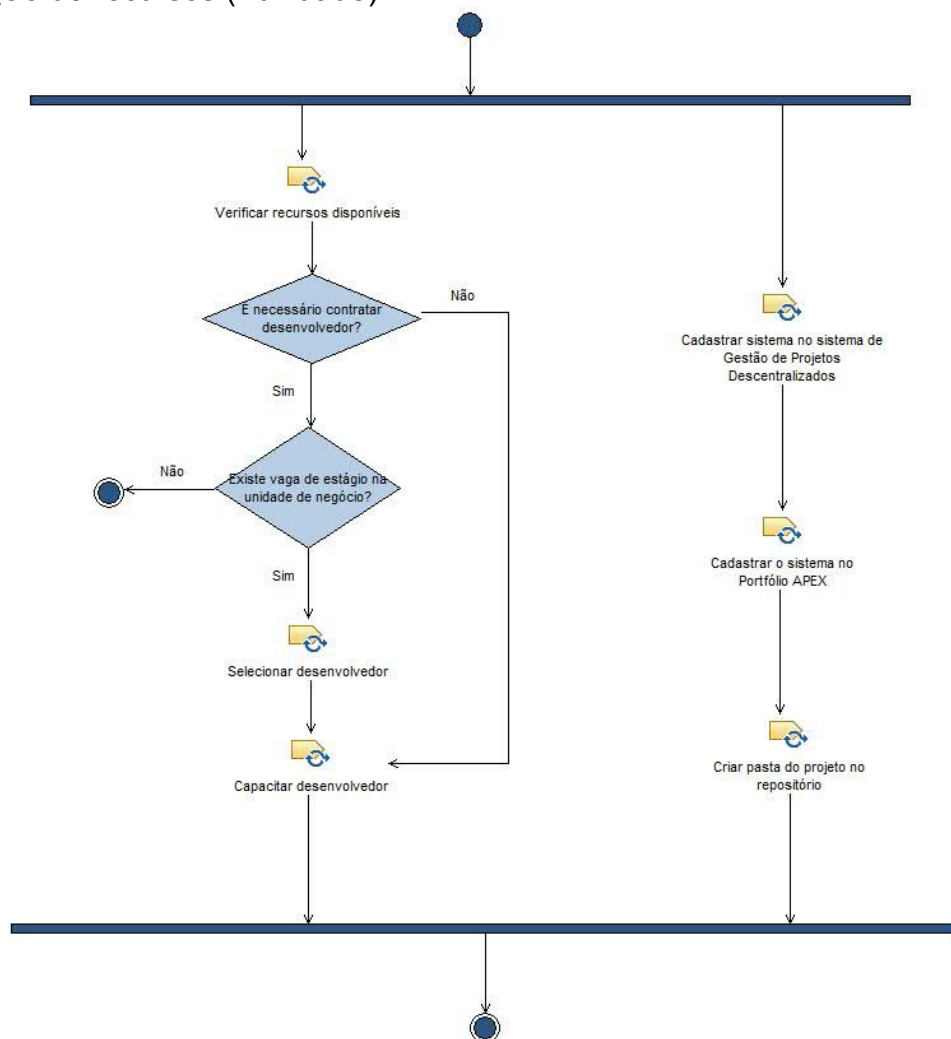 Verificar recursos disponíveis
É necessário contratar
desenvolvedor?
Não
Sim
Existe vaga de estágio na
unidade de negócio?
Não
Sim
Selecionar desenvolvedor
Capacitar desenvolvedor
Cadastrar sistema no sistema de
Gestão de Projetos
Descentralizados
Cadastrar o sistema no
Portfólio APEX
Criar pasta do projeto no
repositório